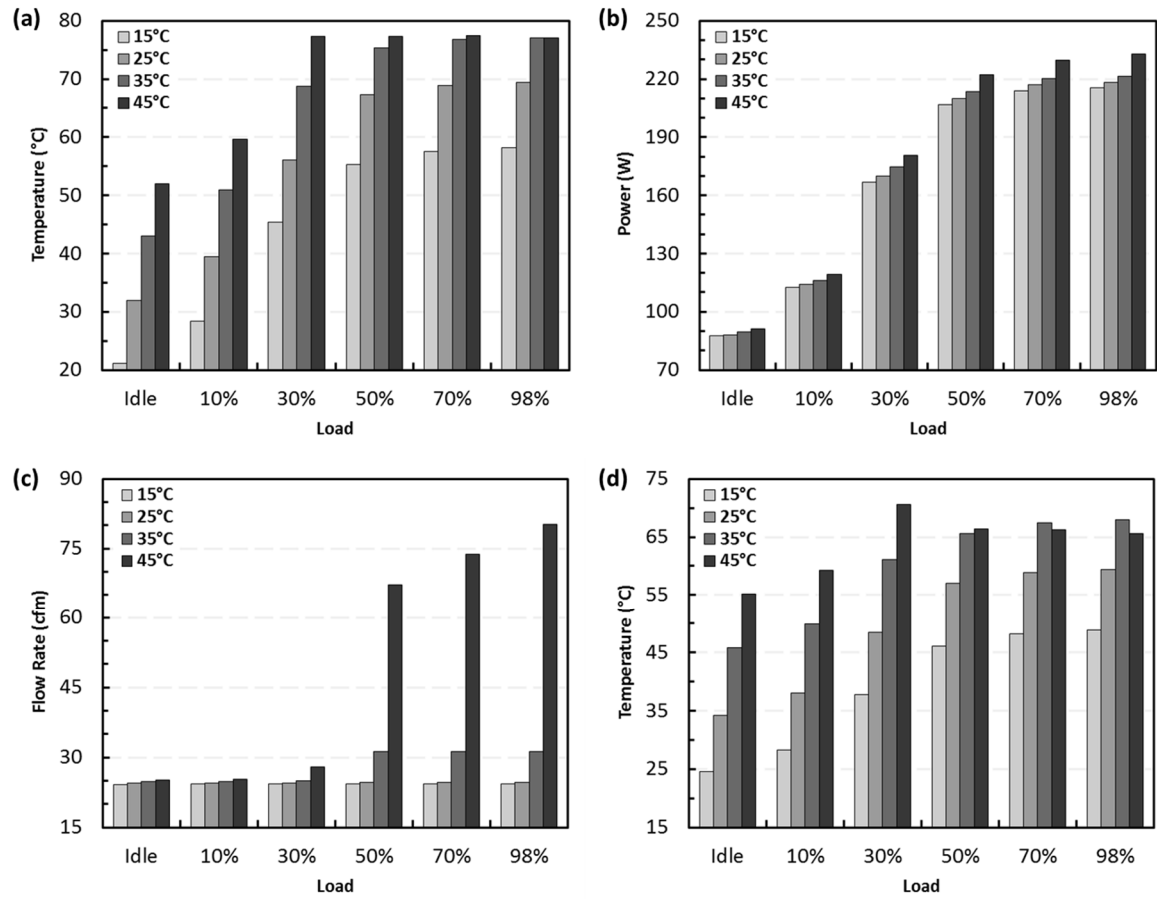 (a)
80
70
60
50
40
30
20
Temperature (°C)
15°C
25°C
35°C
45°C
Idle 10% 30% 50% 70% 98%
Load
(b)
250
220
190
160
130
100
70
Power (W)
15°C
25°C
35°C
45°C
Idle 10% 30% 50% 70% 98%
Load
(c)
90
75
60
45
30
15
Flow Rate (cfm)
15°C
25°C
35°C
45°C
Idle 10% 30% 50% 70% 98%
Load
(d)
75
65
55
45
35
25
15
Temperature (°C)
15°C
25°C
35°C
45°C
Idle 10% 30% 50% 70% 98%
Load